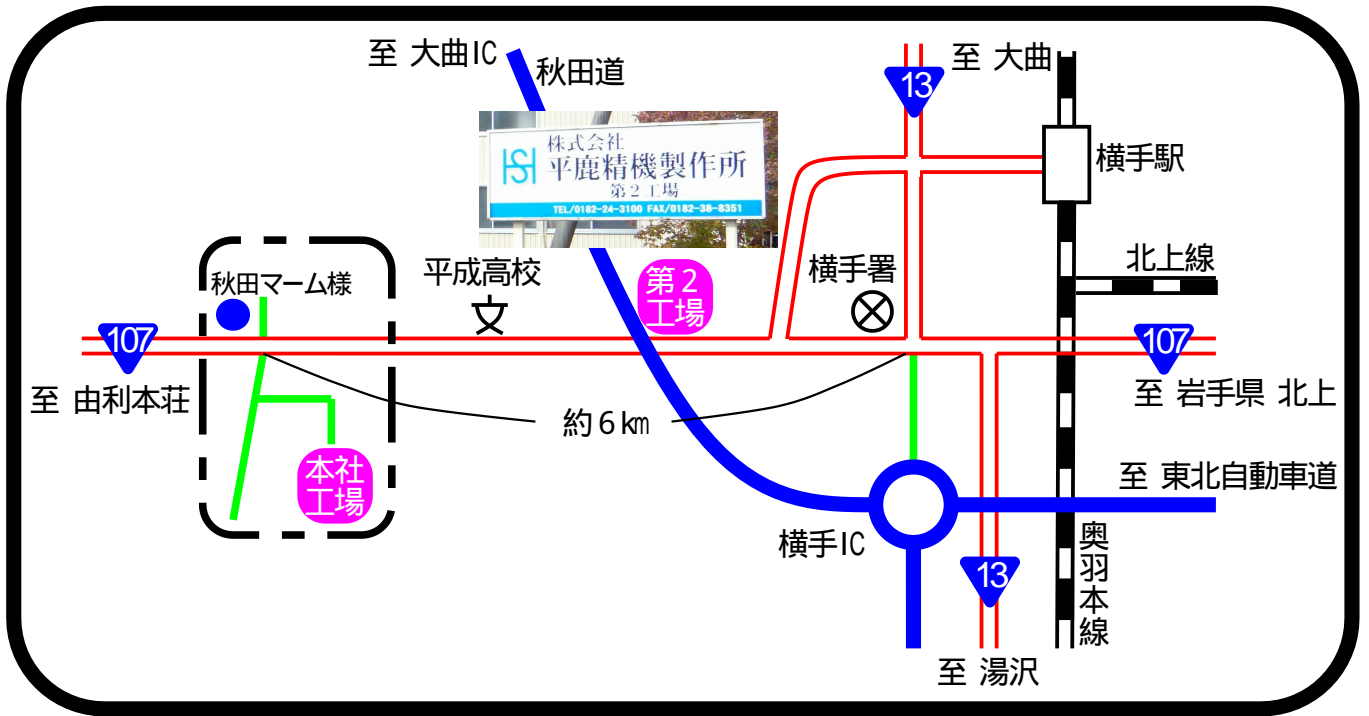 至 大曲IC
秋田道
13
至 大曲
株式会社
平鹿精機製作所
第2工場
TEL/0182-24-3100 FAX/0182-38-8351
横手駅
北上線
秋田マーム様
平成高校
第2
工場
横手署
107
107
至 由利本荘
至 岩手県 北上
約6km
本社
工場
至 東北自動車道
横手IC
13
奥羽本線
至 湯沢